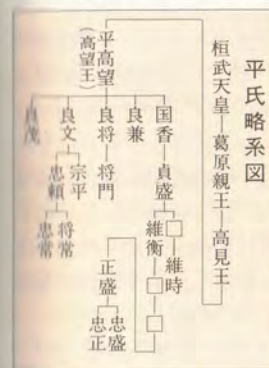 平氏略系図
桓武天皇―葛原親王―高見王
平高望
(高望王)
国香―貞盛
□―維時
維衡―□―□
正盛
忠盛
忠正
良兼
良将―将門
良文
宗平
忠頼
将常
忠常
良茂